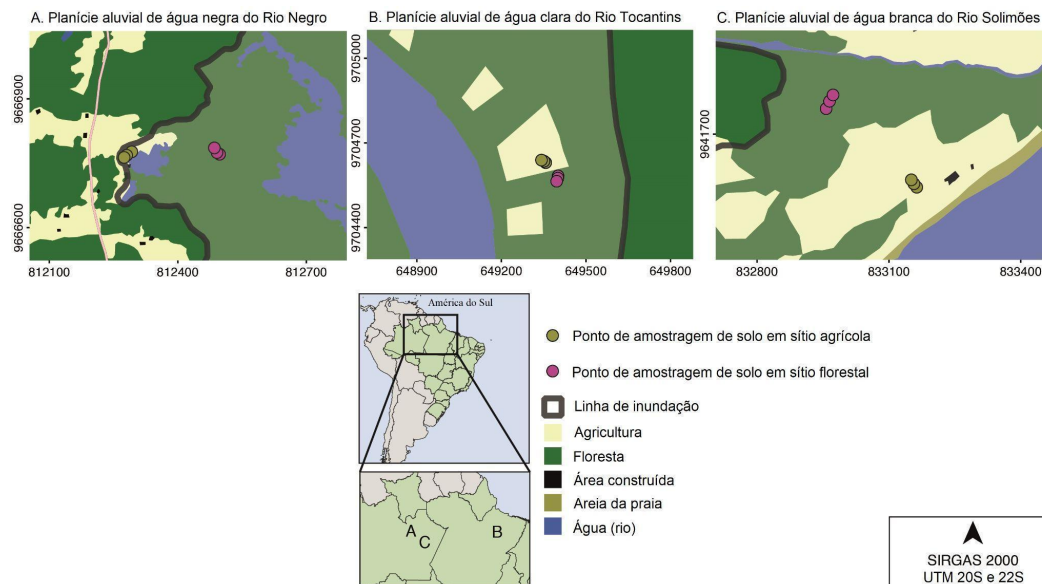 A. Planície aluvial de água negra do Rio Negro
B. Planície aluvial de água clara do Rio Tocantins
C. Planície aluvial de água branca do Rio Solimões
9666900
9666600
812100
812400
812700
9705000
9704700
9704400
648900
649200
649500
649800
9641700
832800
833100
833400
América do Sul
A
C
B
Ponto de amostragem de solo em sítio agrícola
Ponto de amostragem de solo em sítio florestal
Linha de inundação
Agricultura
Floresta
Área construída
Areia da praia
Água (rio)
SIRGAS 2000
UTM 20S e 22S